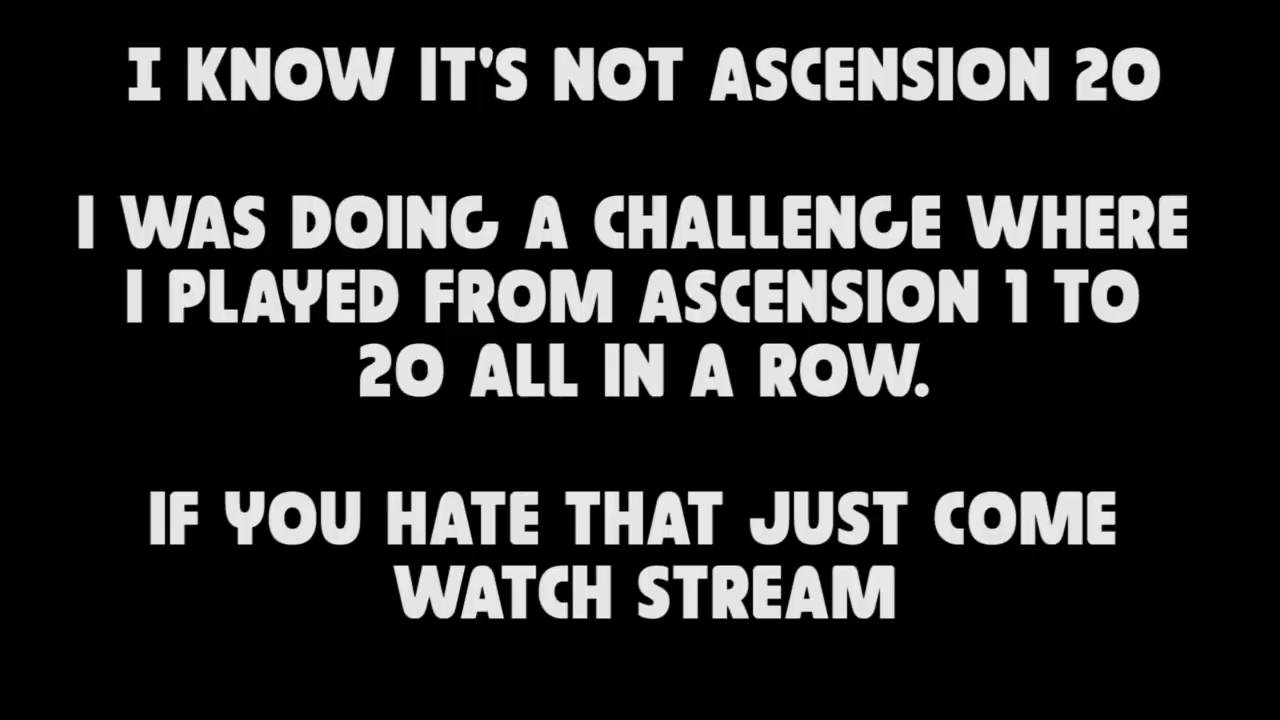 I KNOW IT'S NOT ASCENSION 20
I WAS DOING A CHALLENGE WHERE
I PLAYED FROM ASCENSION 1 TO
20 ALL IN A ROW.
IF YOU HATE THAT JUST COME
WATCH STREAM